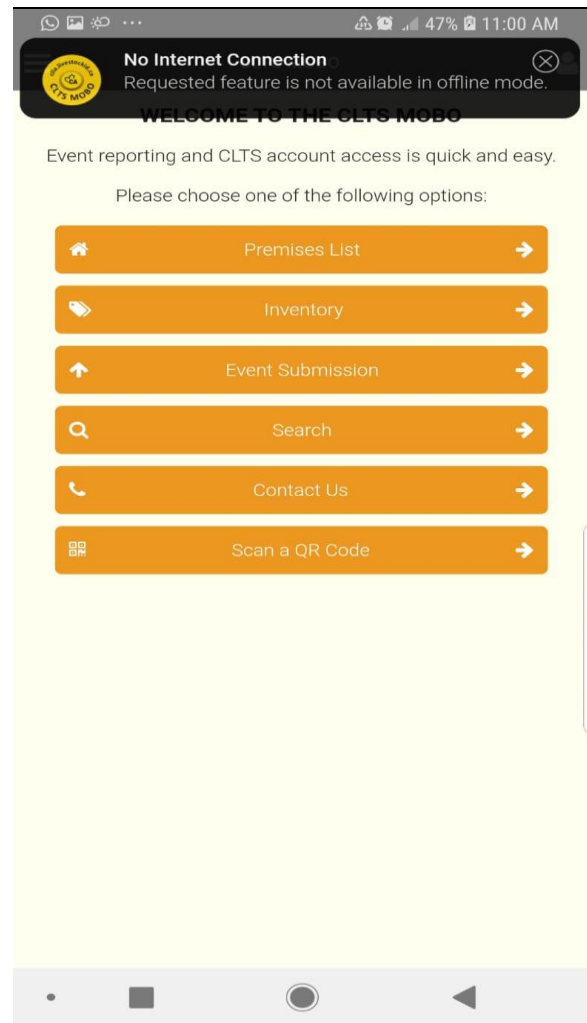 47% 11:00 AM
No Internet Connection
Requested feature is not available in offline mode.
WELCOME TO THE CLTS MOBO
Event reporting and CLTS account access is quick and easy.
Please choose one of the following options:
Premises List
Inventory
Event Submission
Search
Contact Us
Scan a QR Code